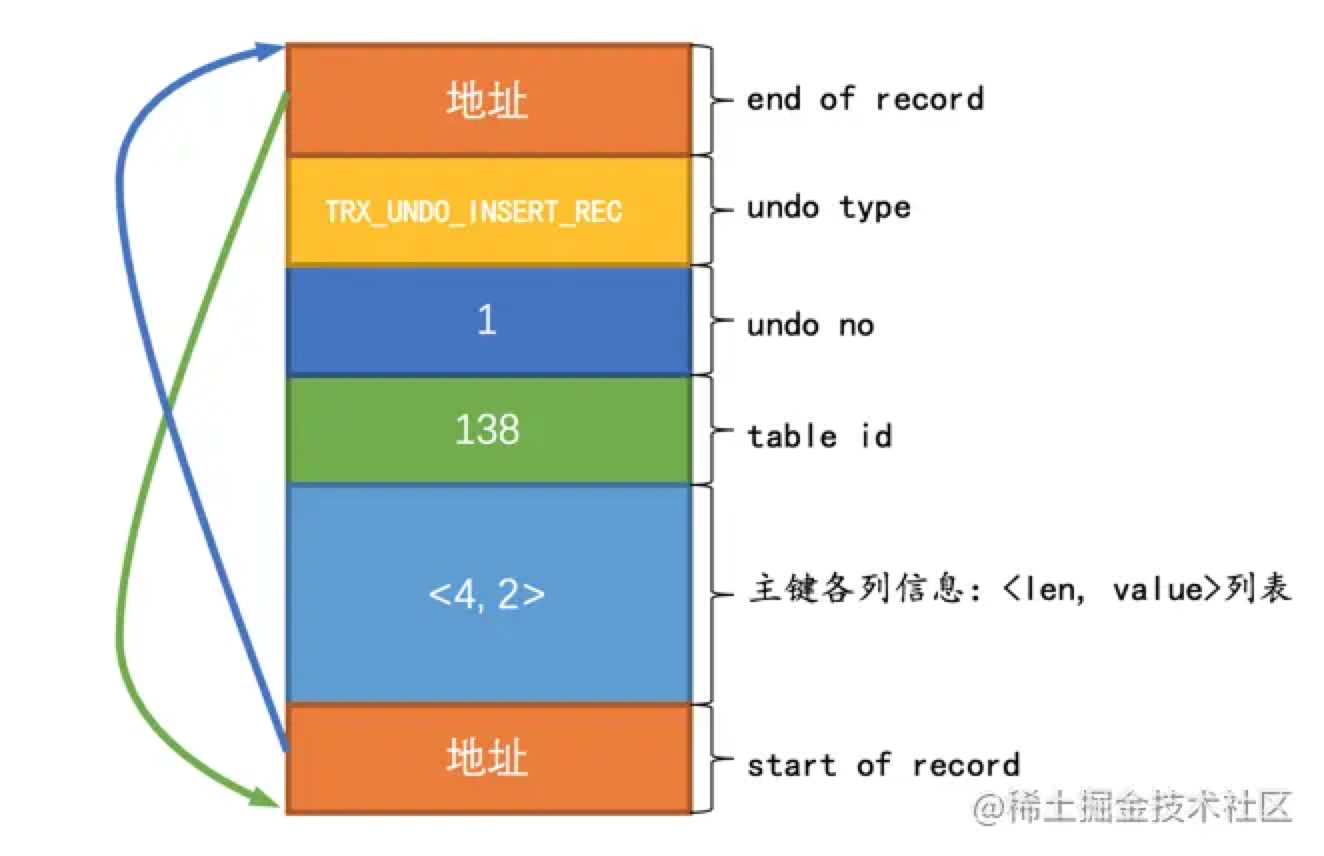 地址 end of record
TRX_UNDO_INSERT_REC undo type
1 undo no
138 table id
<4, 2> 主键各列信息：<len, value>列表
地址 start of record
@稀土掘金技术社区